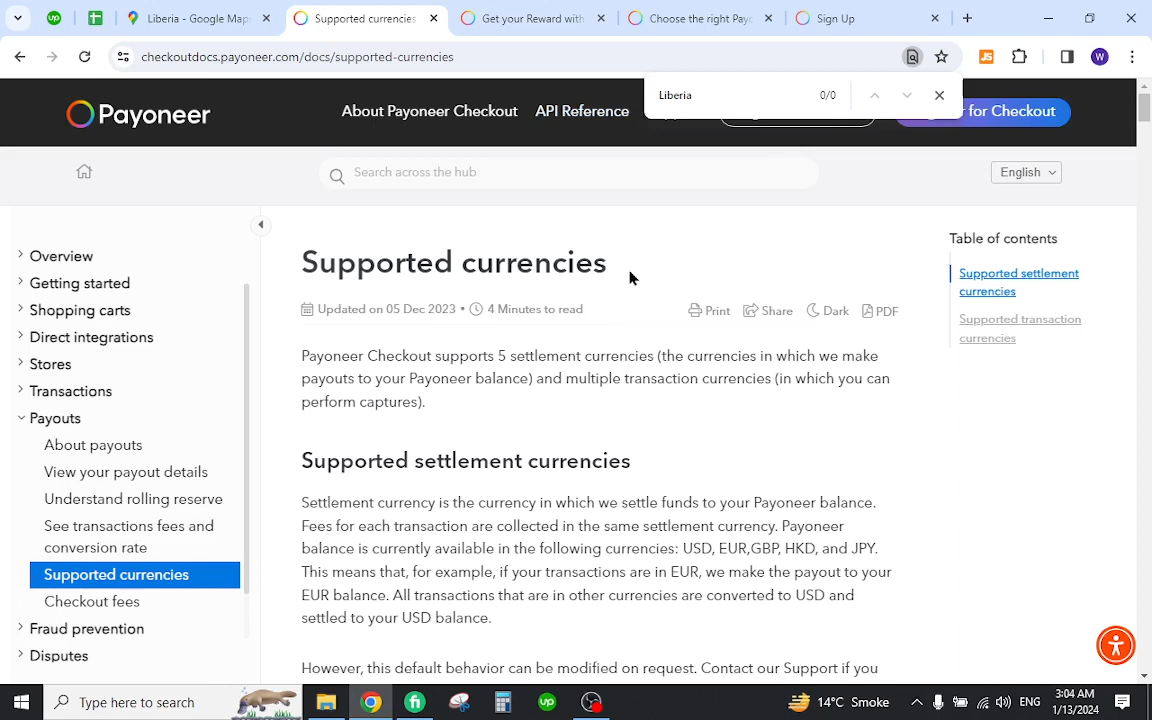 Liberia - Google Map
Supported currencies
Get your Reward with
Choose the right Payo
Sign Up
checkoutdocs.payoneer.com/docs/supported-currencies
JS
W
Liberia
0/0
Payoneer
About Payoneer Checkout
API Reference
for Checkout
Search across the hub
English
Overview
Getting started
Shopping carts
Direct integrations
Stores
Transactions
Payouts
About payouts
View your payout details
Understand rolling reserve
See transactions fees and
conversion rate
Supported currencies
Checkout fees
Fraud prevention
Disputes
Supported currencies
Updated on 05 Dec 2023 • 4 Minutes to read
Print
Share
Dark
PDF
Payoneer Checkout supports 5 settlement currencies (the currencies in which we make
payouts to your Payoneer balance) and multiple transaction currencies (in which you can
perform captures).
Supported settlement currencies
Settlement currency is the currency in which we settle funds to your Payoneer balance.
Fees for each transaction are collected in the same settlement currency. Payoneer
balance is currently available in the following currencies: USD, EUR,GBP, HKD, and JPY.
This means that, for example, if your transactions are in EUR, we make the payout to your
EUR balance. All transactions that are in other currencies are converted to USD and
settled to your USD balance.
However, this default behavior can be modified on request. Contact our Support if you
Table of contents
Supported settlement
currencies
Supported transaction
currencies
Type here to search
14°C Smoke
ENG
3:04 AM
1/13/2024